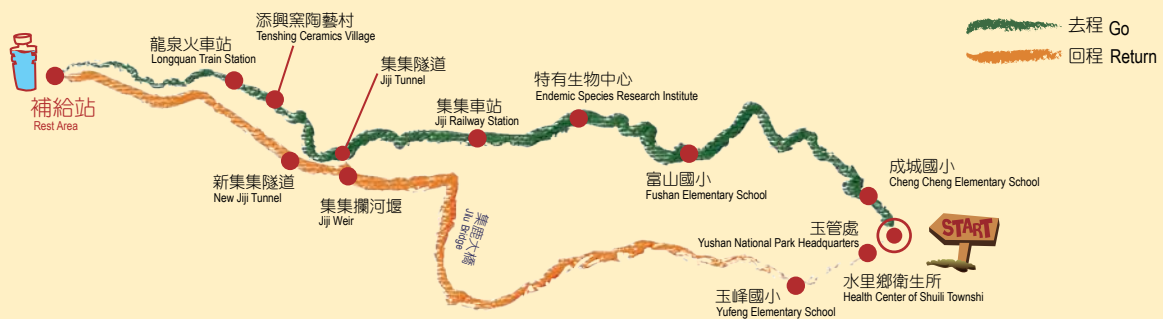 去程 Go
回程 Return
添興窯陶藝村
Tenshing Ceramics Village
龍泉火車站
Longquan Train Station
集集隧道
Jiji Tunnel
特有生物中心
Endemic Species Research Institute
集集車站
Jiji Railway Station
補給站
Rest Area
成城國小
Cheng Cheng Elementary School
新集集隧道
New Jiji Tunnel
富山國小
Fushan Elementary School
集集攔河堰
Jiji Weir
集鹿大橋
Jilu Bridge
START
玉管處
Yushan National Park Headquarters
水里鄉衛生所
Health Center of Shuili Townshi
玉峰國小
Yufeng Elementary School